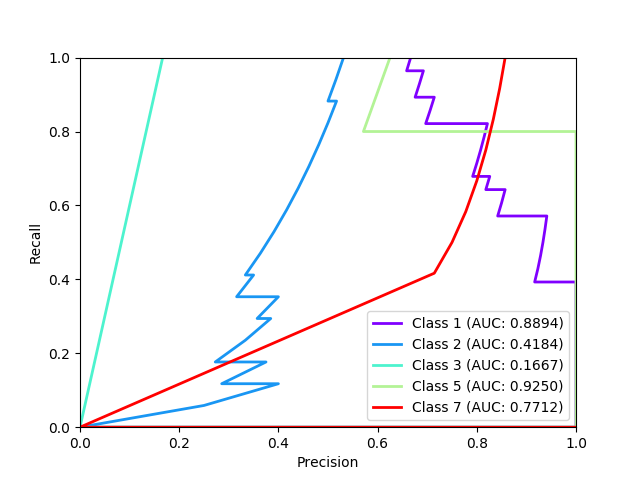 1.0
0.8
0.6
0.4
0.2
0.0
Recall
0.0 0.2 0.4 0.6 0.8 1.0
Precision
Class 1 (AUC: 0.8894)
Class 2 (AUC: 0.4184)
Class 3 (AUC: 0.1667)
Class 5 (AUC: 0.9250)
Class 7 (AUC: 0.7712)